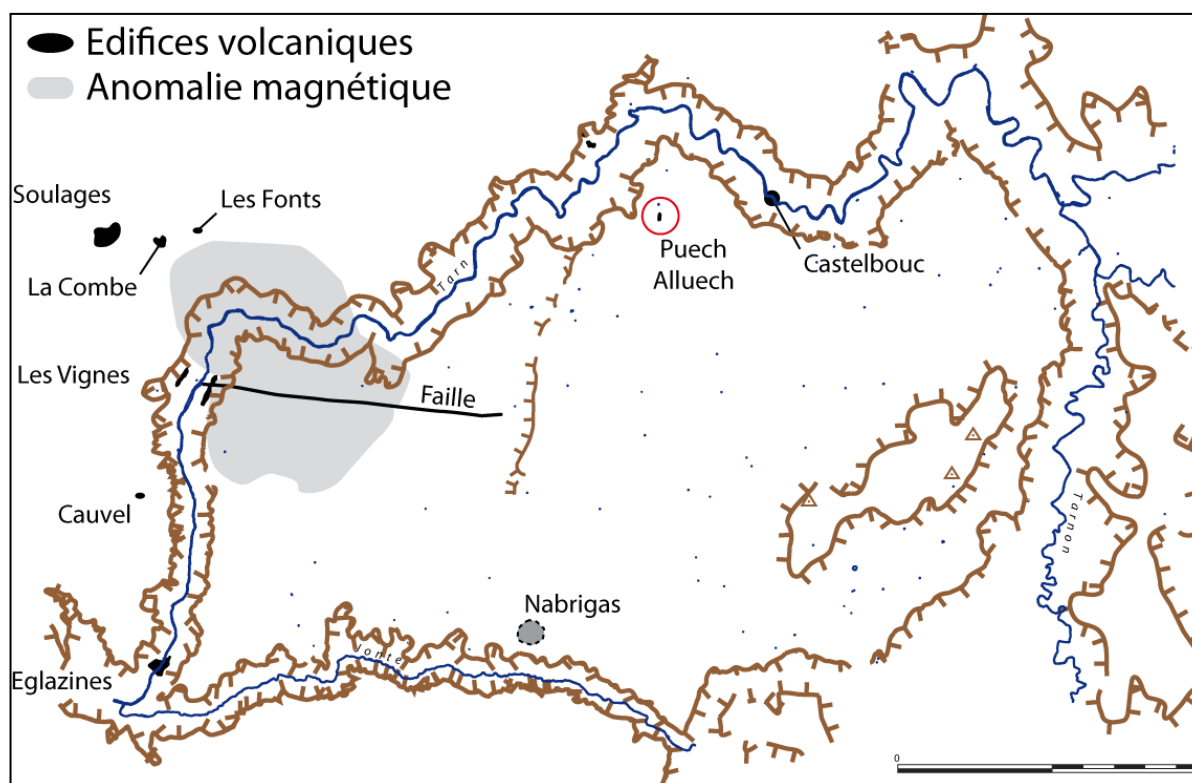 Edifices volcaniques
Anomalie magnétique
Soulages
Les Fonts
La Combe
Tarn
Puech
Alluech
Castelbouc
Les Vignes
Faille
Cauvel
Tarnon
Nabrigas
Jonte
Eglazines
0